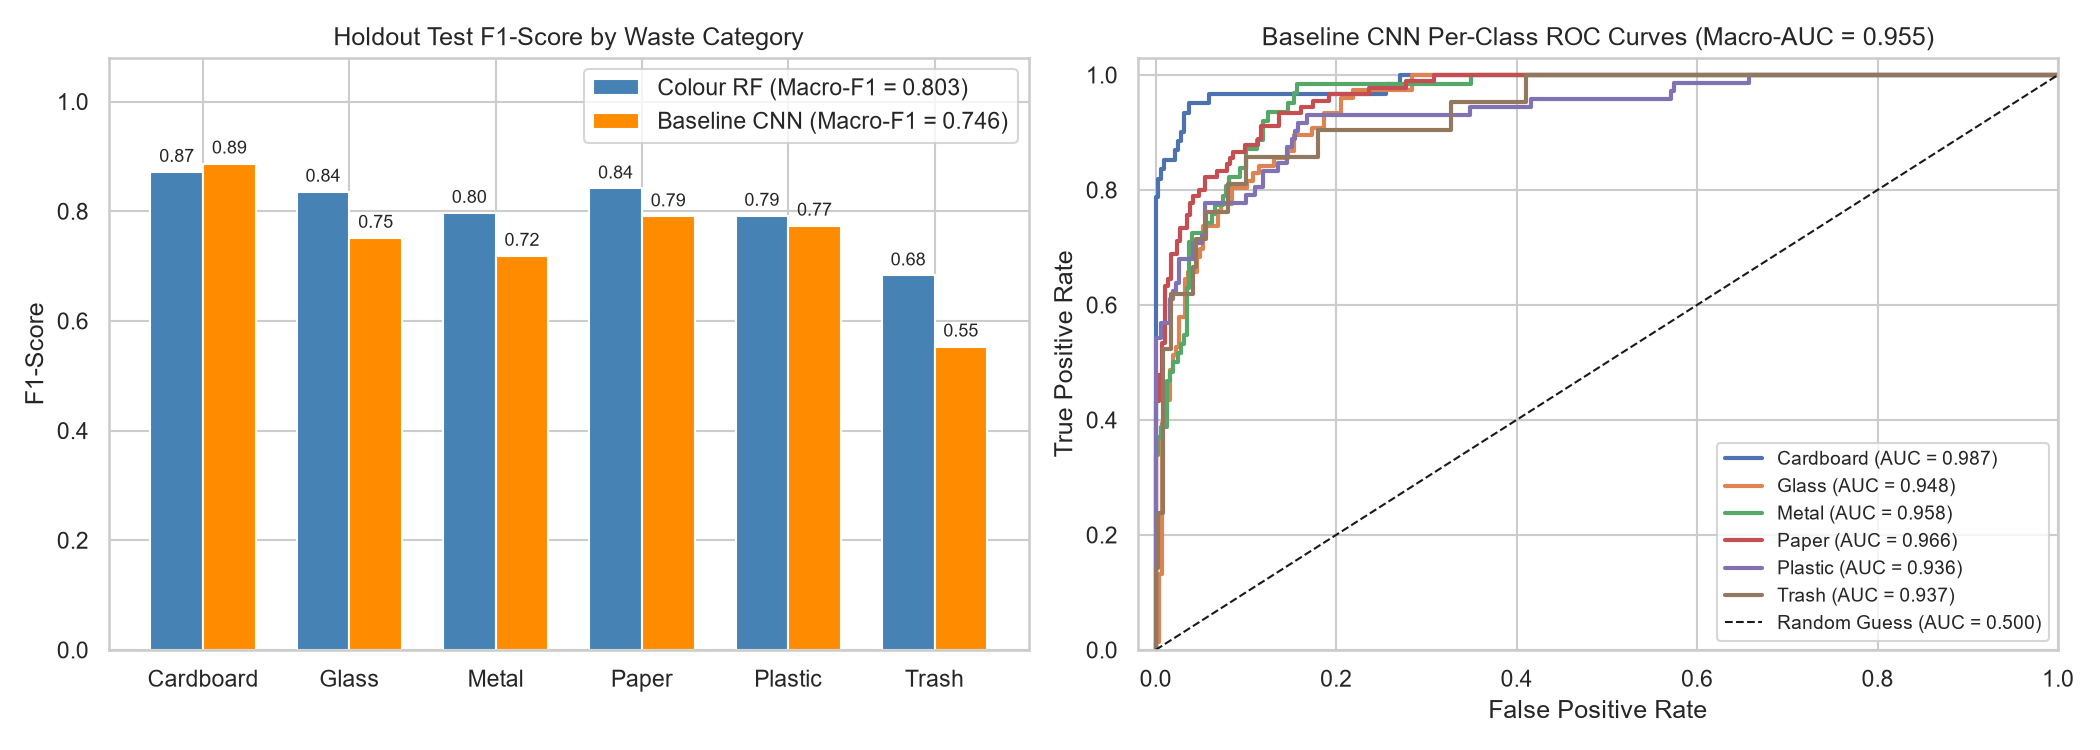 Holdout Test F1-Score by Waste Category
Colour RF (Macro-F1 = 0.803)
Baseline CNN (Macro-F1 = 0.746)
F1-Score
1.0
0.8
0.6
0.4
0.2
0.0
0.87
0.89
0.84
0.75
0.80
0.72
0.84
0.79
0.79
0.77
0.68
0.55
Cardboard
Glass
Metal
Paper
Plastic
Trash
Baseline CNN Per-Class ROC Curves (Macro-AUC = 0.955)
True Positive Rate
1.0
0.8
0.6
0.4
0.2
0.0
Cardboard (AUC = 0.987)
Glass (AUC = 0.948)
Metal (AUC = 0.958)
Paper (AUC = 0.966)
Plastic (AUC = 0.936)
Trash (AUC = 0.937)
Random Guess (AUC = 0.500)
0.0
0.2
0.4
0.6
0.8
1.0
False Positive Rate